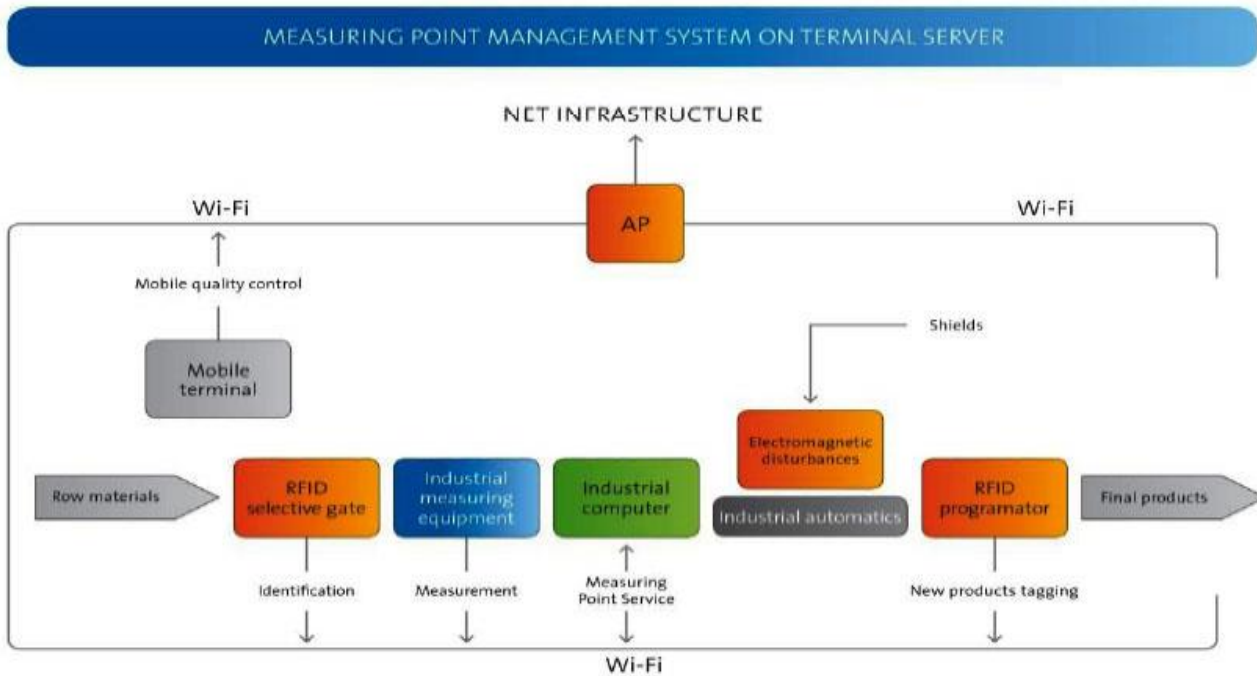 MEASURING POINT MANAGEMENT SYSTEM ON TERMINAL SERVER
NET INFRASTRUCTURE
AP
Wi-Fi
Wi-Fi
Mobile quality control
Mobile
terminal
Shields
Electromagnetic
disturbances
Row materials
RFID
selective gate
Industrial
measuring
equipment
Industrial
computer
Industrial automatics
RFID
programator
Final products
Identification
Measurement
Measuring
Point Service
New products tagging
Wi-Fi